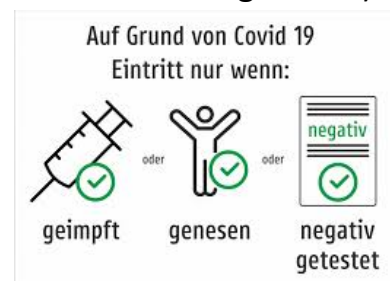 Auf Grund von Covid 19
Eintritt nur wenn:
negativ
oder
oder
geimpft
genesen
negativ
getestet